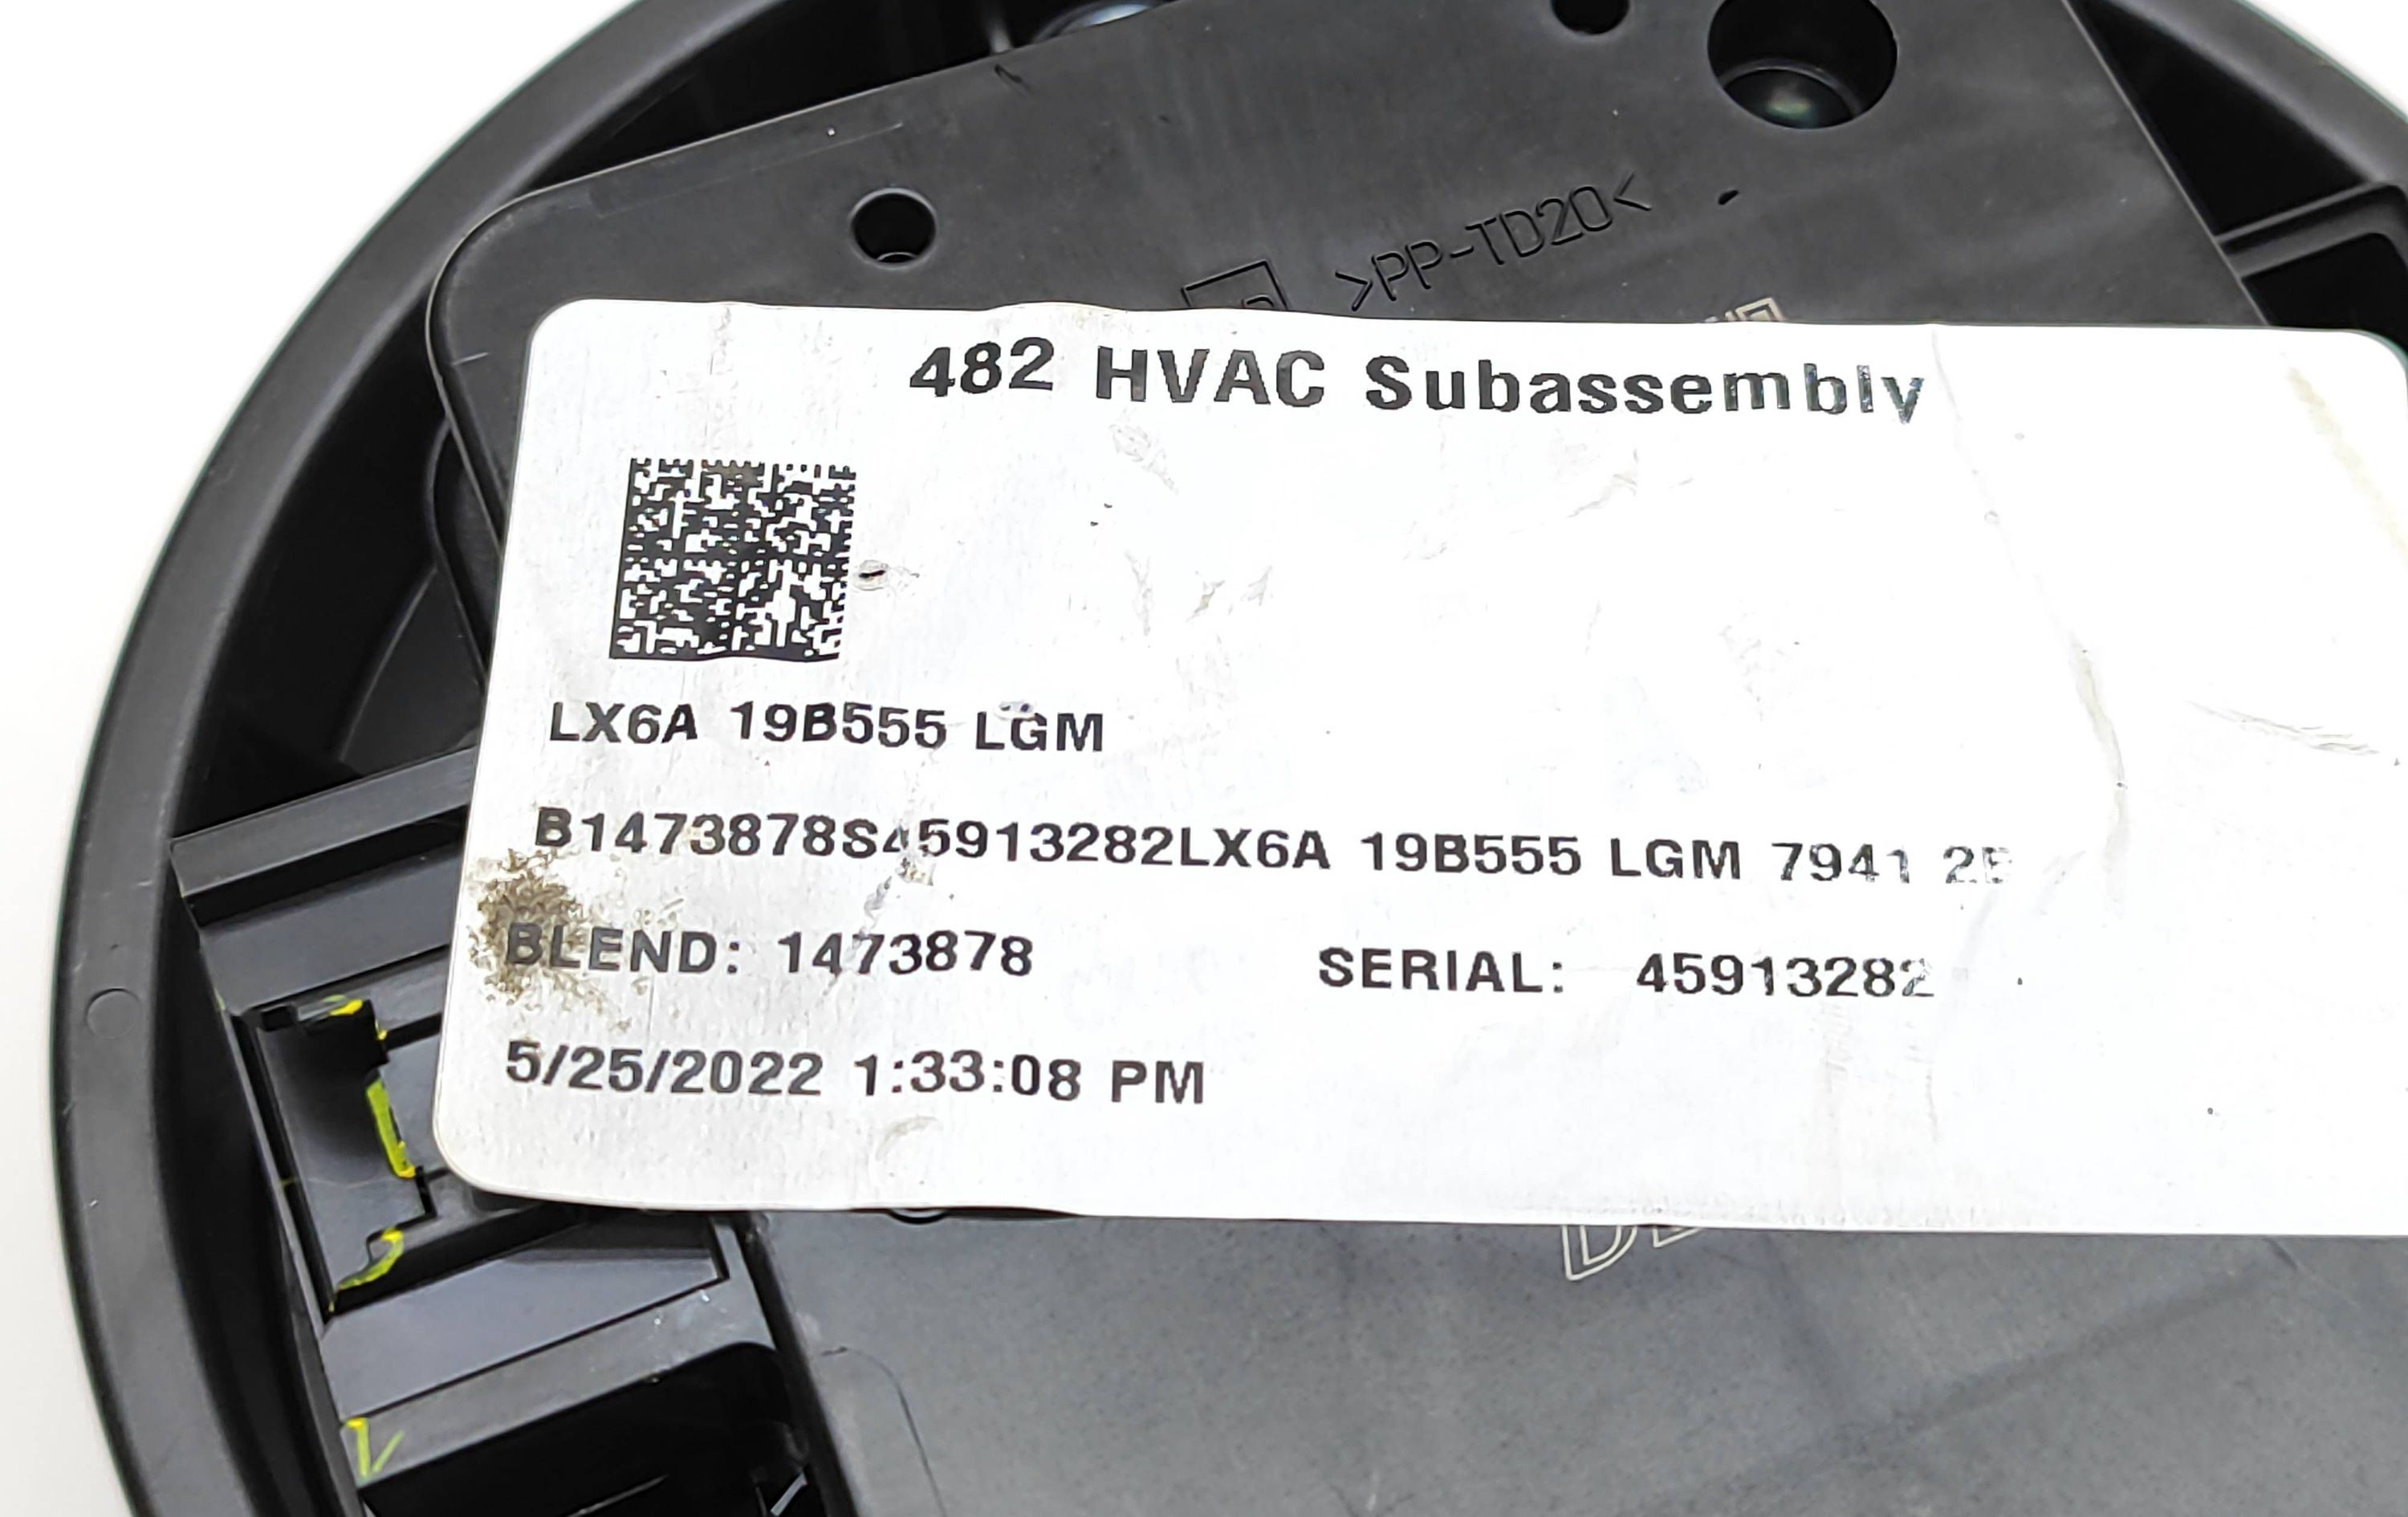 >PP-TD20<
482 HVAC Subassembly
LX6A 19B555 LGM
B1473878S45913282LX6A 19B555 LGM 7941
BLEND: 1473878 SERIAL: 45913282
5/25/2022 1:33:08 PM